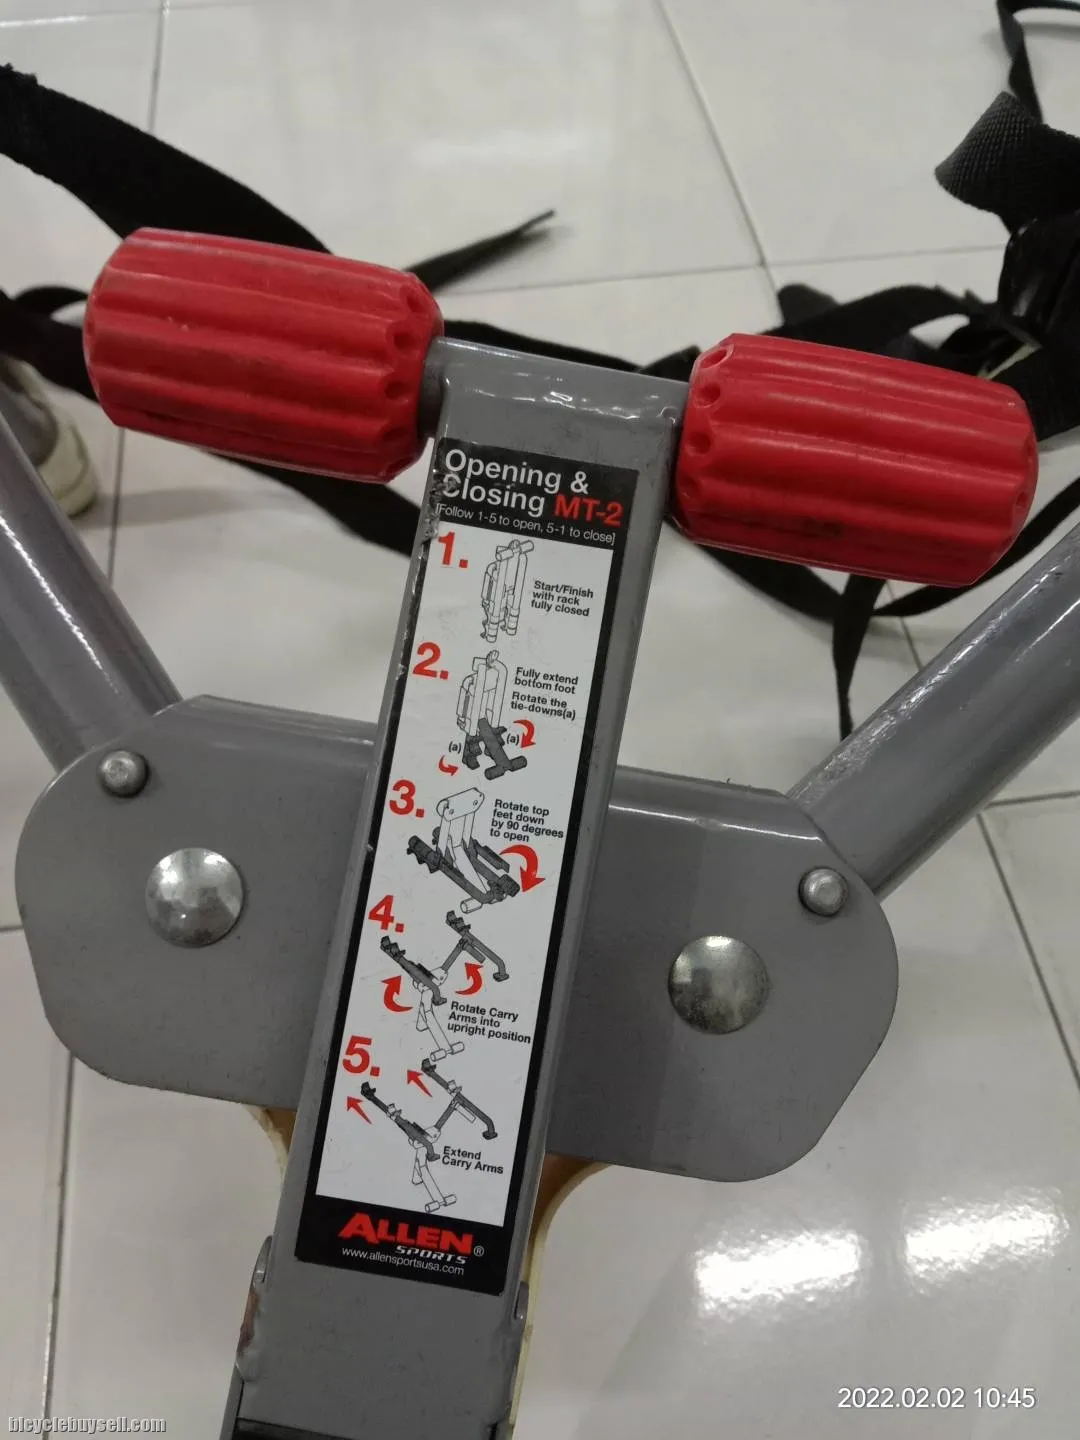 Opening &
Closing MT-2
[Follow 1-5 to open, 5-1 to close]
1.
Start/Finish
with rack
fully closed
2.
Fully extend
bottom foot
Rotate the
tie-downs(a)
(a)
(a)
3.
Rotate top
feet down
by 90 degrees
to open
4.
Rotate Carry
Arms into
upright position
5.
Extend
Carry Arms
ALLEN
SPORTS®
www.allensportsusa.com
2022.02.02 10:45
bicyclebuysell.com